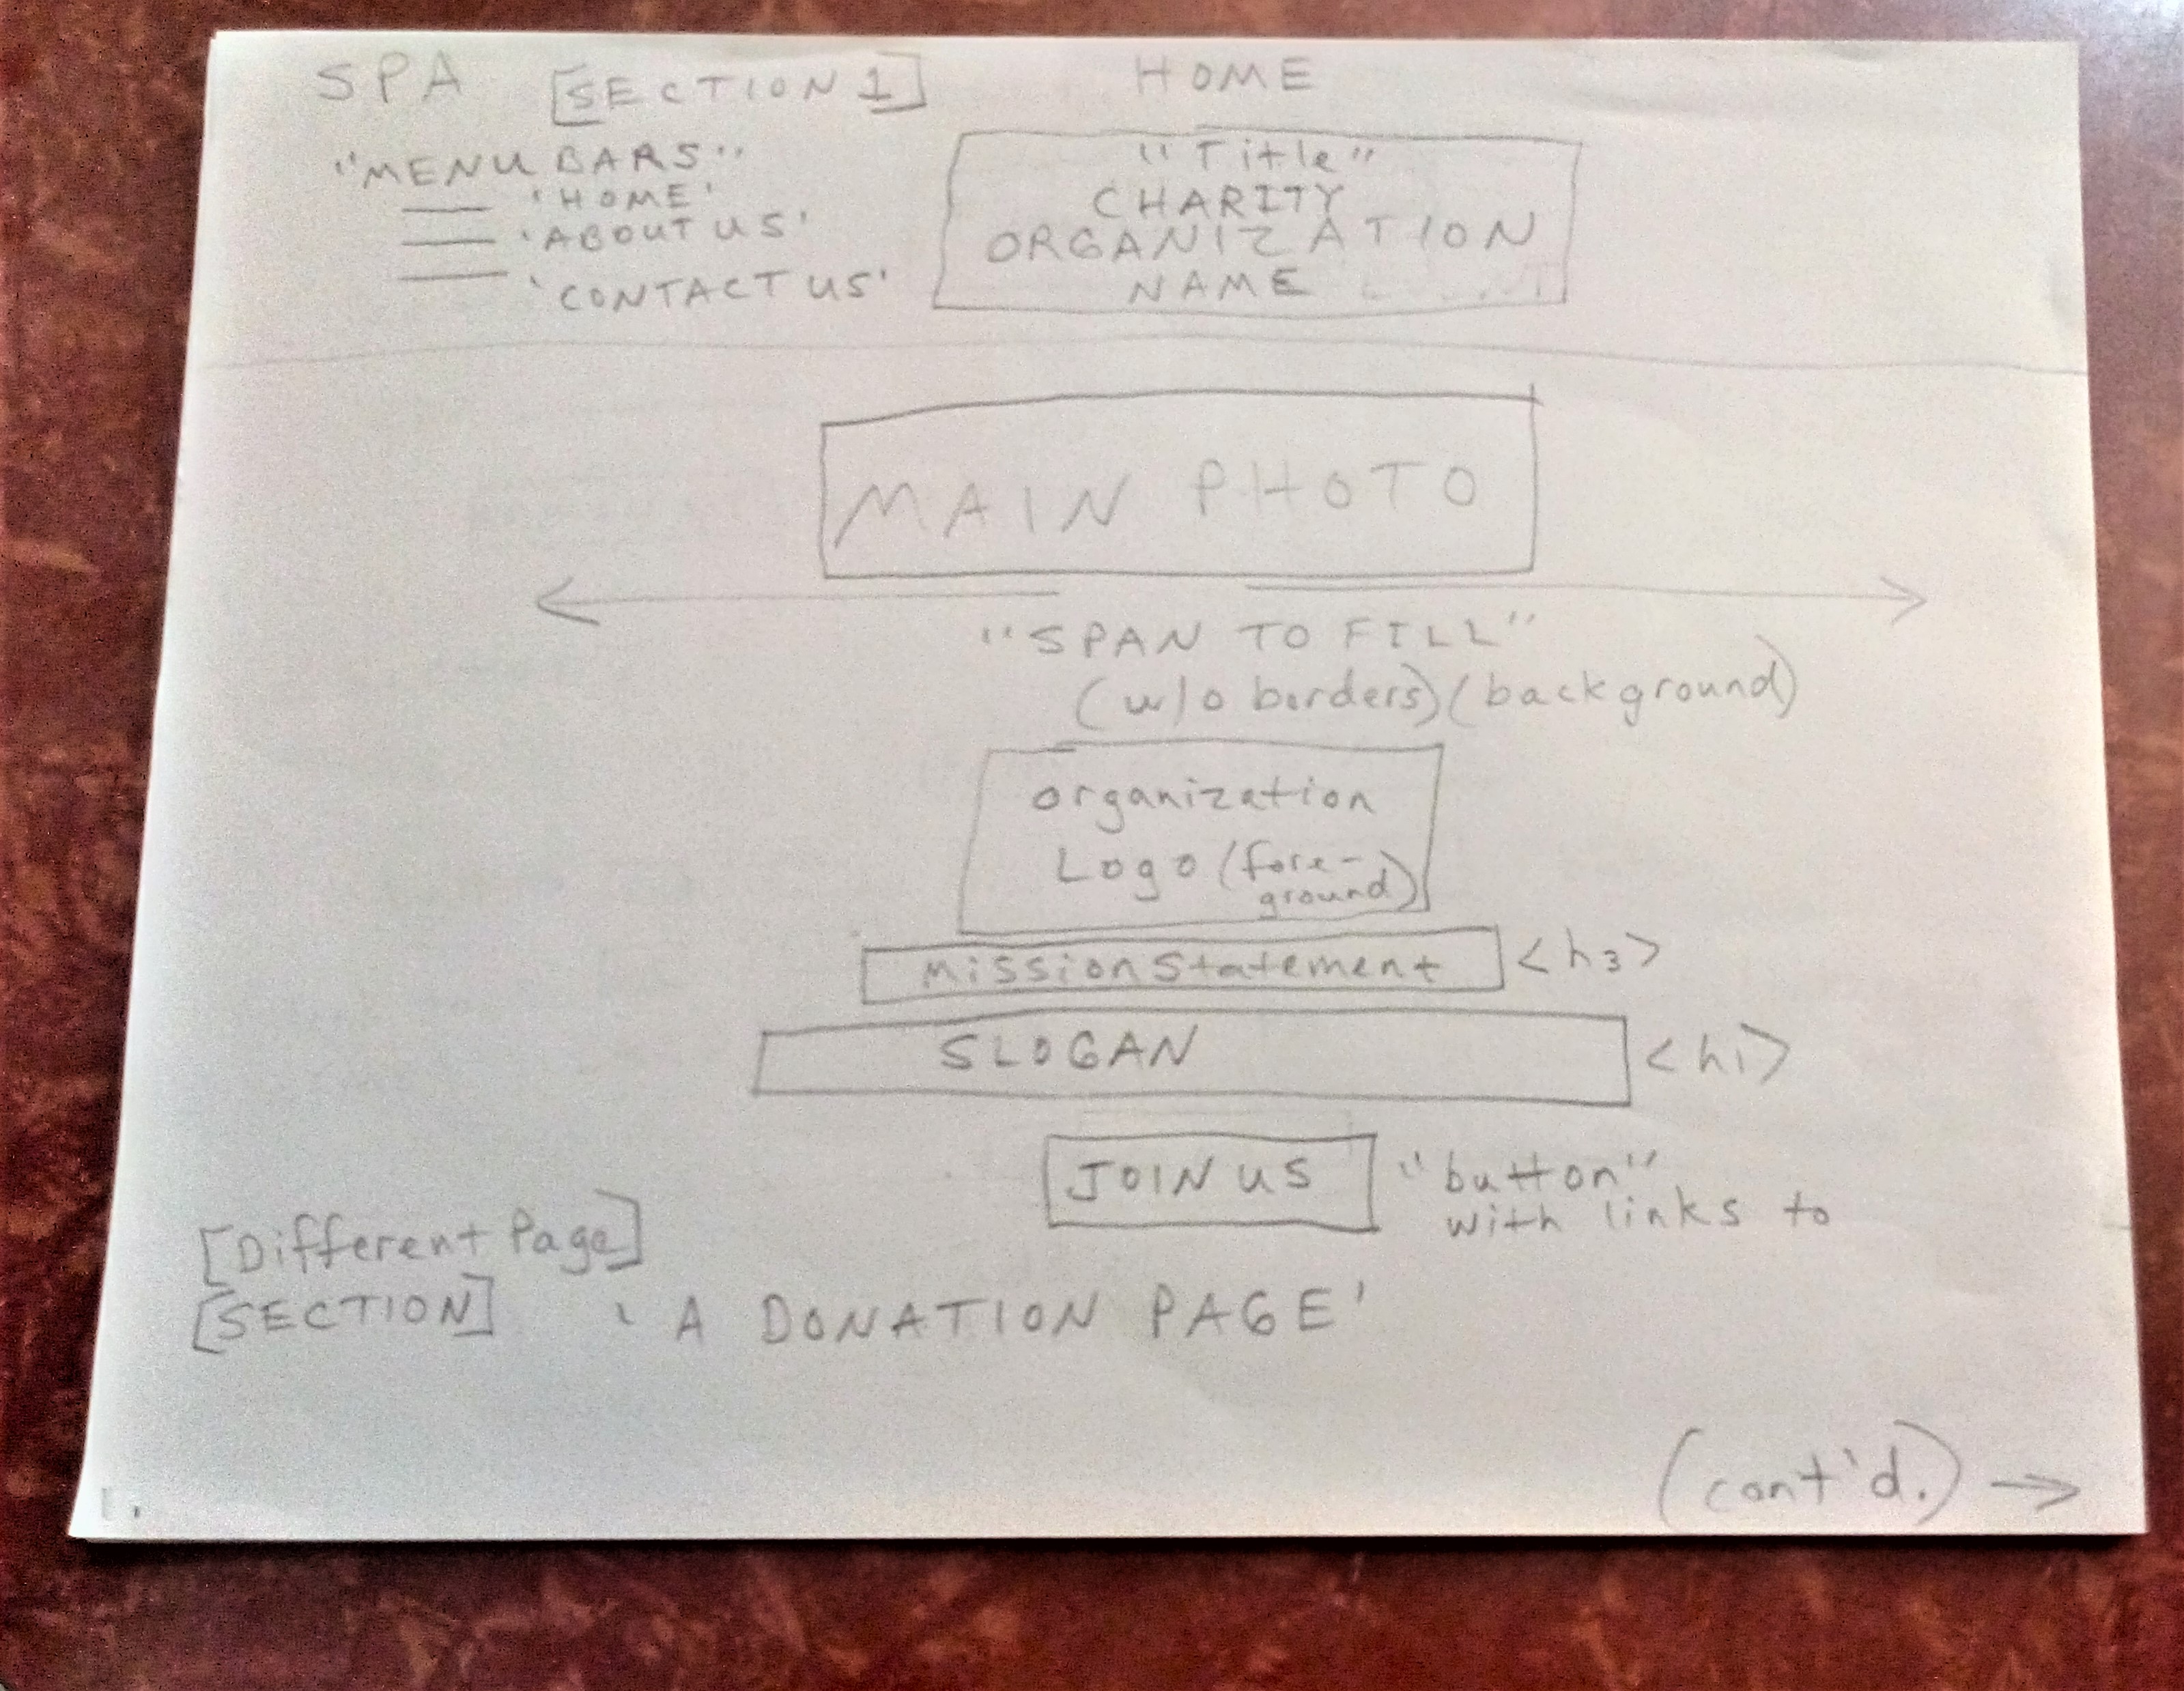 SPA [SECTION 1] HOME
"MENU BARS"
'HOME'
'ABOUT US'
'CONTACT US'
"Title"
CHARITY
ORGANIZATION
NAME
MAIN PHOTO
"SPAN TO FILL"
(w/o borders) (background)
organization
Logo (fore-
ground)
Mission Statement <h3>
SLOGAN <h1>
JOIN US "button"
with links to
[Different Page]
[SECTION] 'A DONATION PAGE'
(cont'd.) →